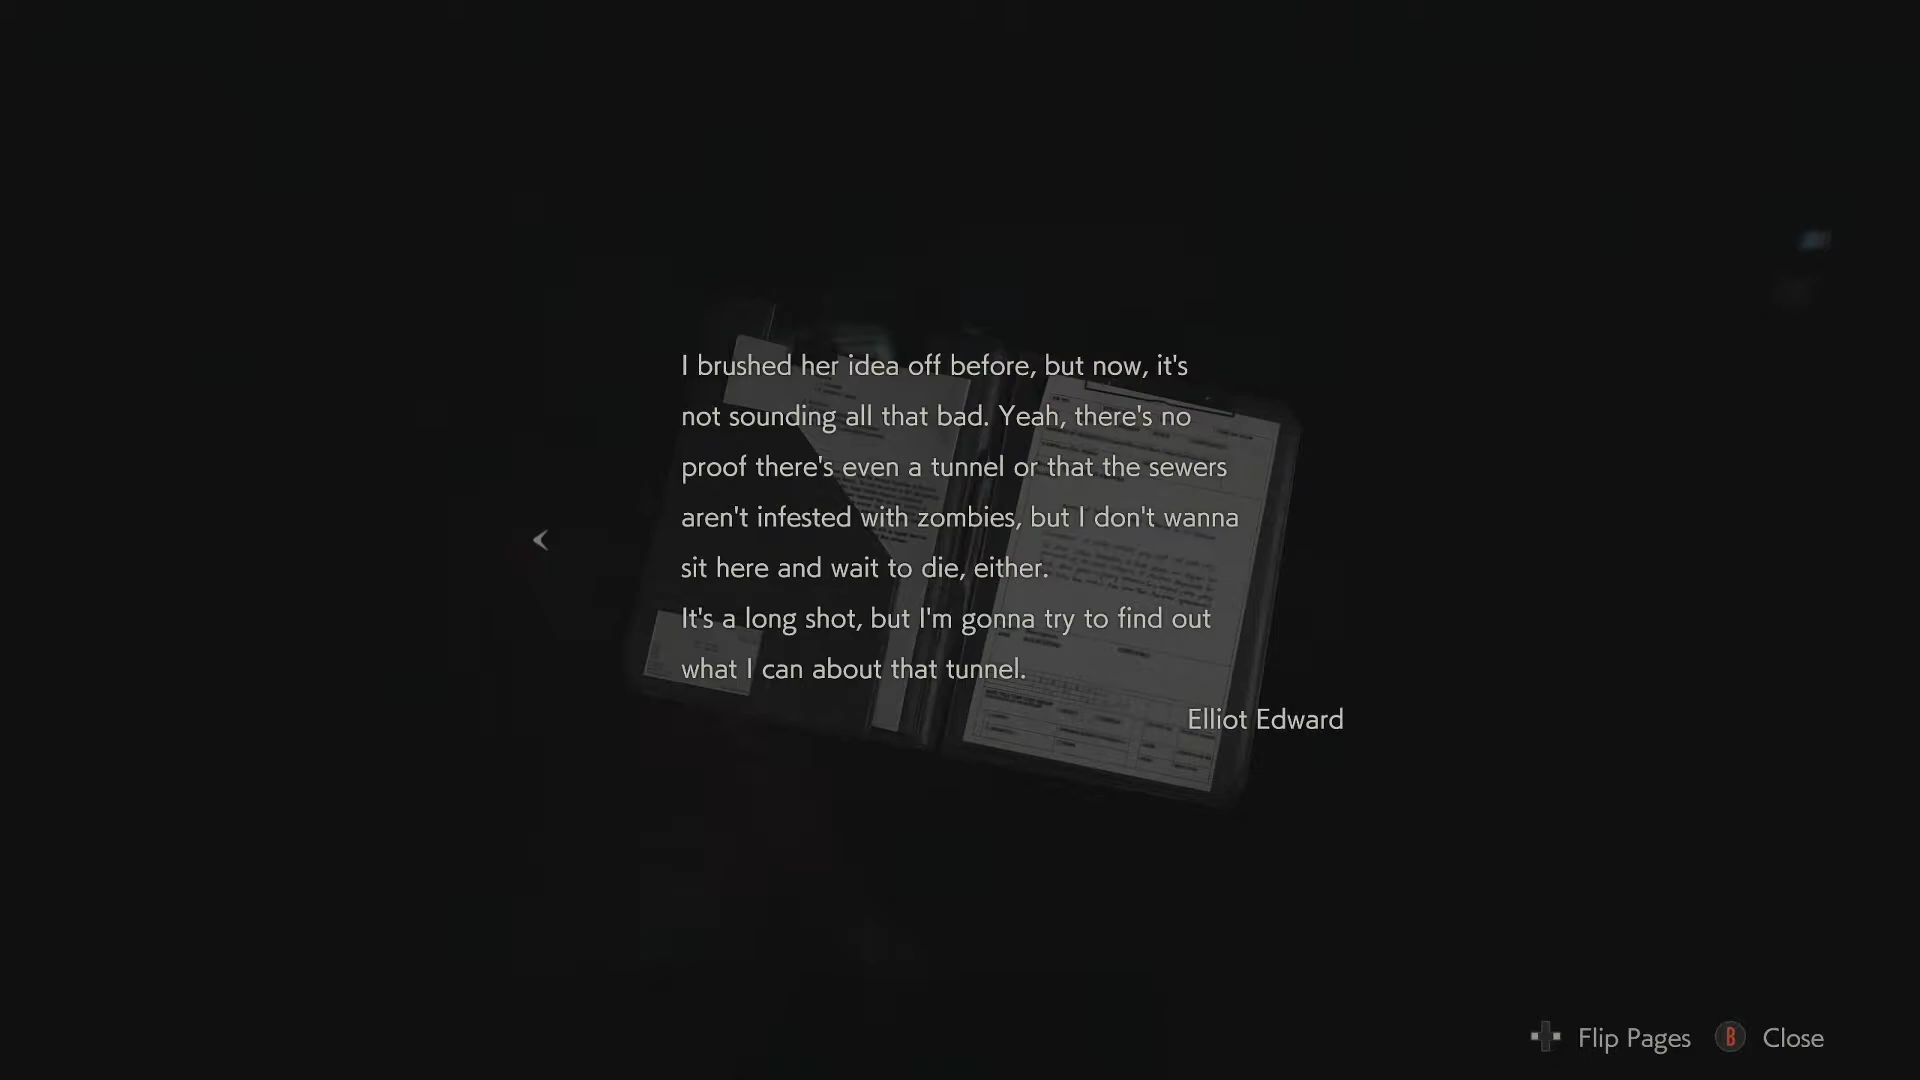 I brushed her idea off before, but now, it's
not sounding all that bad. Yeah, there's no
proof there's even a tunnel or that the sewers
aren't infested with zombies, but I don't wanna
sit here and wait to die, either.
It's a long shot, but I'm gonna try to find out
what I can about that tunnel.
Elliot Edward
Flip Pages B Close